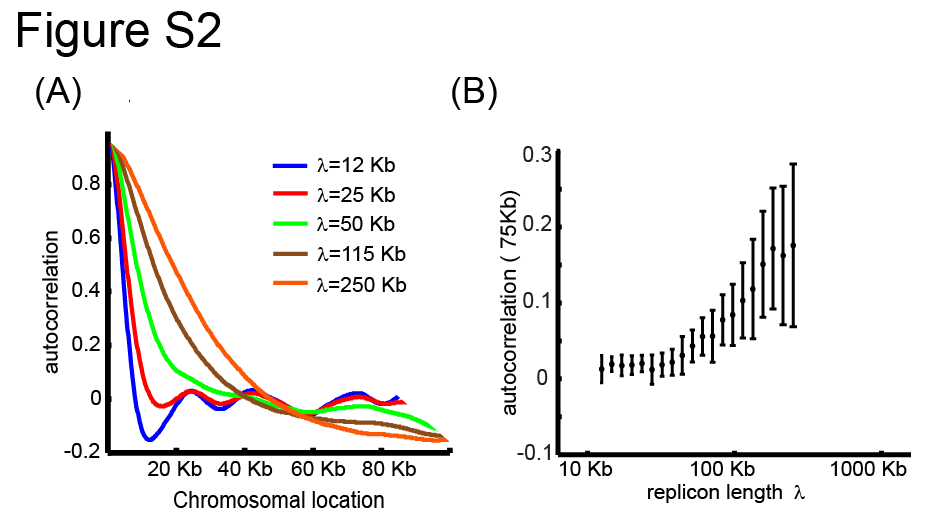 Figure S2
(A)
autocorrelation
0.8
0.6
0.4
0.2
0
-0.2
20 Kb 40 Kb 60 Kb 80 Kb
Chromosomal location
λ=12 Kb
λ=25 Kb
λ=50 Kb
λ=115 Kb
λ=250 Kb
(B)
autocorrelation ( 75Kb)
0.3
0.2
0.1
0
-0.1
10 Kb 100 Kb 1000 Kb
replicon length λ